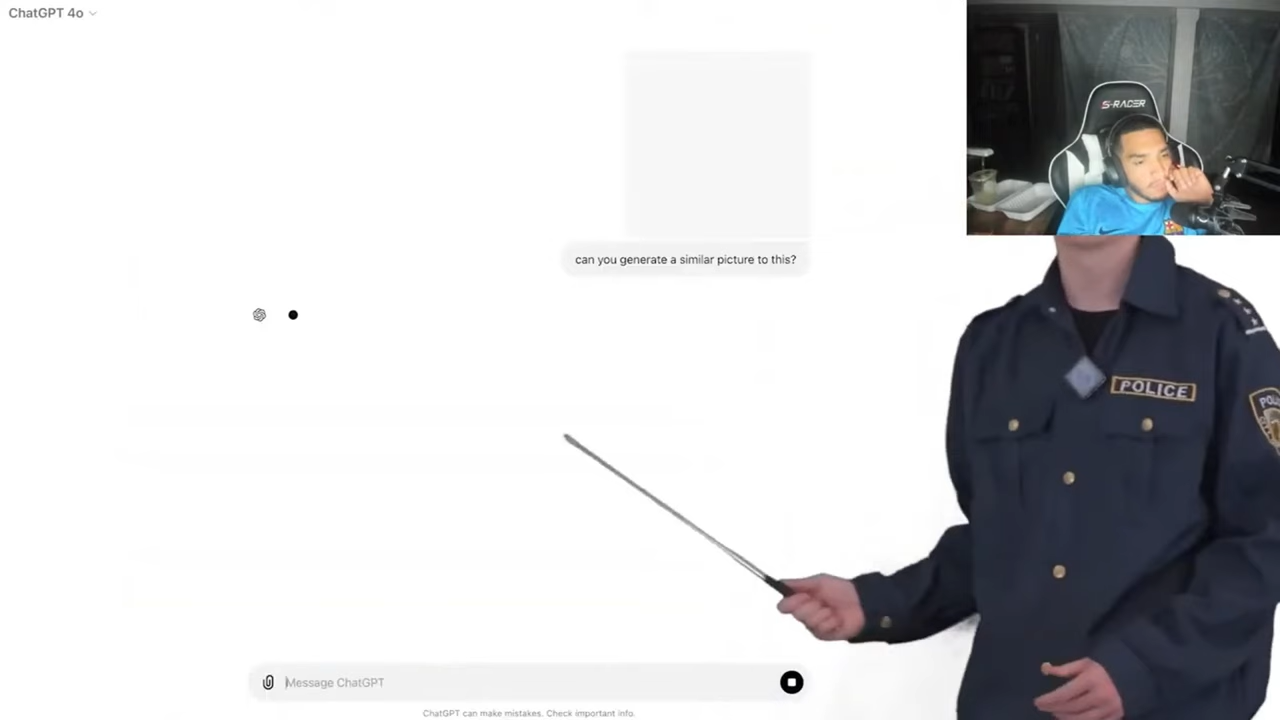 ChatGPT 4o
S-RACER
can you generate a similar picture to this?
POLICE
Message ChatGPT
ChatGPT can make mistakes. Check important info.